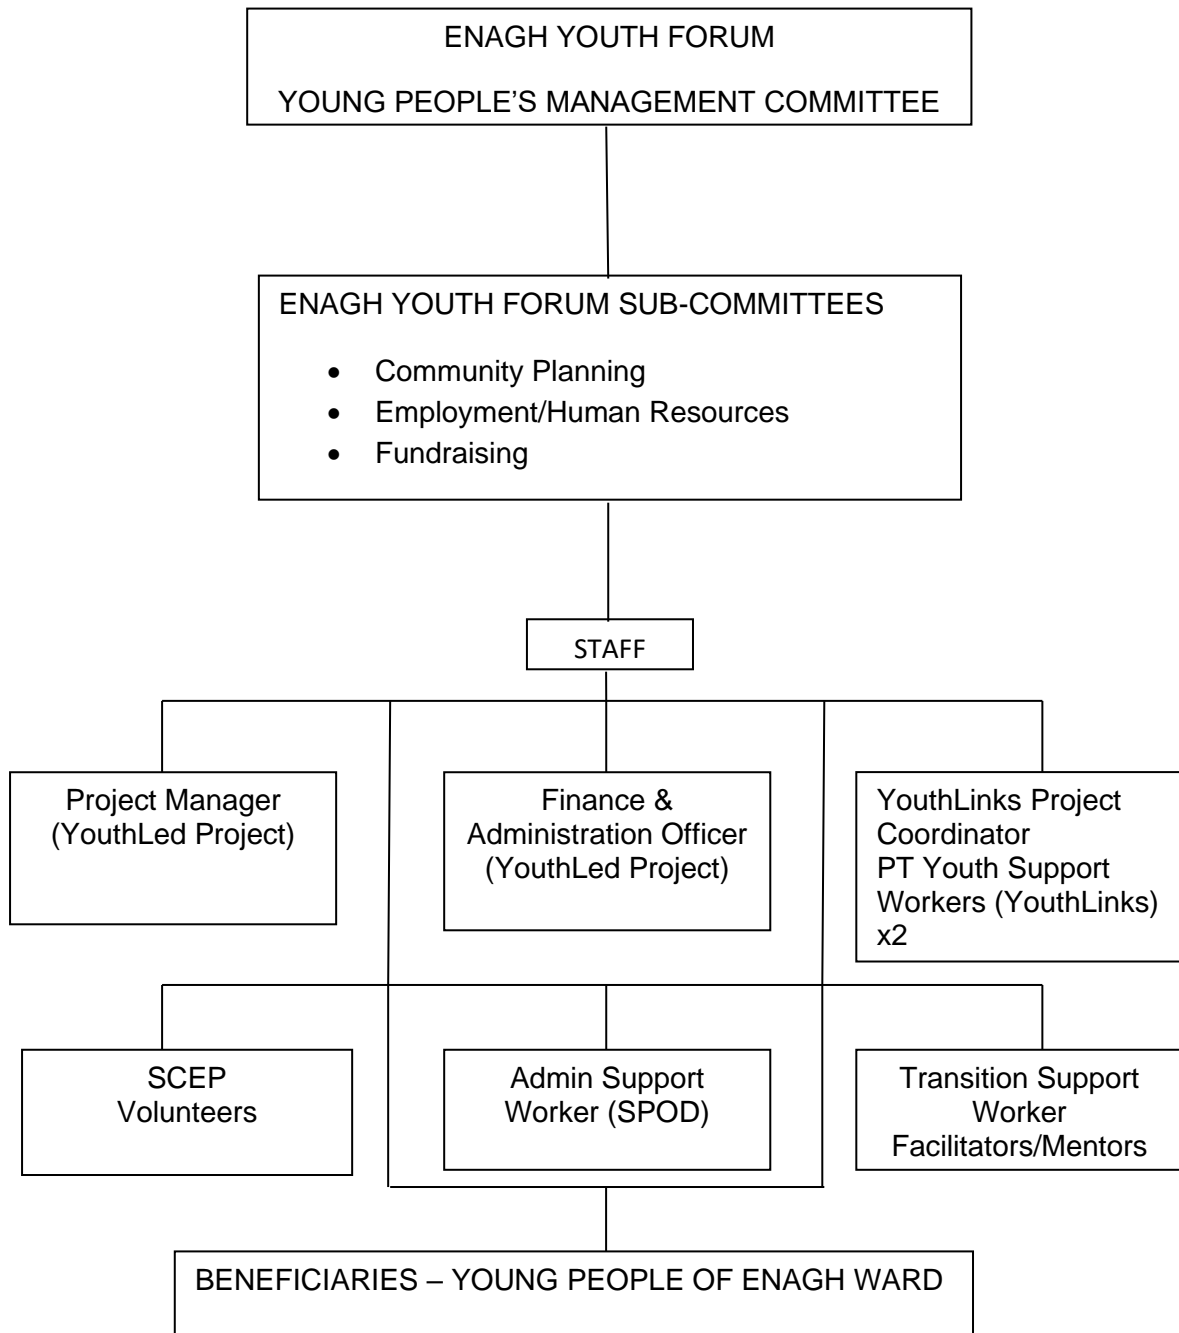 ENAGH YOUTH FORUM
YOUNG PEOPLE’S MANAGEMENT COMMITTEE
ENAGH YOUTH FORUM SUB-COMMITTEES
• Community Planning
• Employment/Human Resources
• Fundraising
STAFF
Project Manager
(YouthLed Project)
Finance &
Administration Officer
(YouthLed Project)
YouthLinks Project
Coordinator
PT Youth Support
Workers (YouthLinks)
x2
SCEP
Volunteers
Admin Support
Worker (SPOD)
Transition Support
Worker
Facilitators/Mentors
BENEFICIARIES – YOUNG PEOPLE OF ENAGH WARD